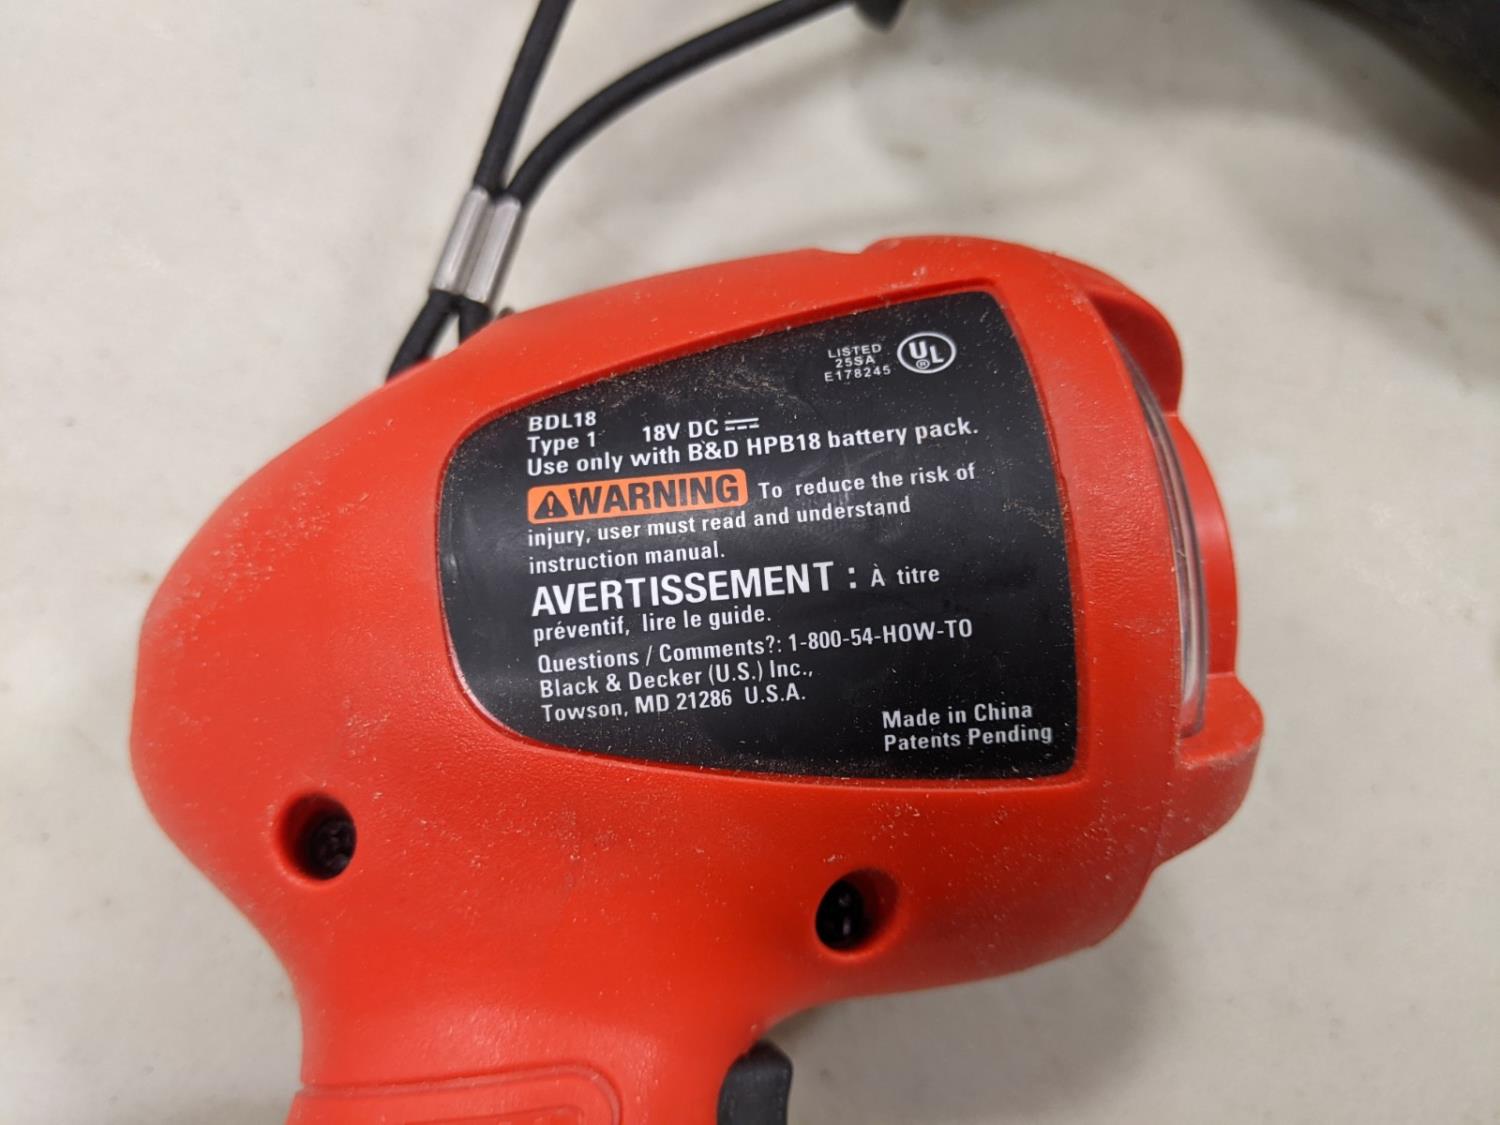 LISTED
25SA
E178245
UL
®
BDL18
Type 1 18V DC
Use only with B&D HPB18 battery pack.
WARNING To reduce the risk of
injury, user must read and understand
instruction manual.
AVERTISSEMENT : À titre
préventif, lire le guide.
Questions / Comments?: 1-800-54-HOW-TO
Black & Decker (U.S.) Inc.,
Towson, MD 21286 U.S.A.
Made in China
Patents Pending